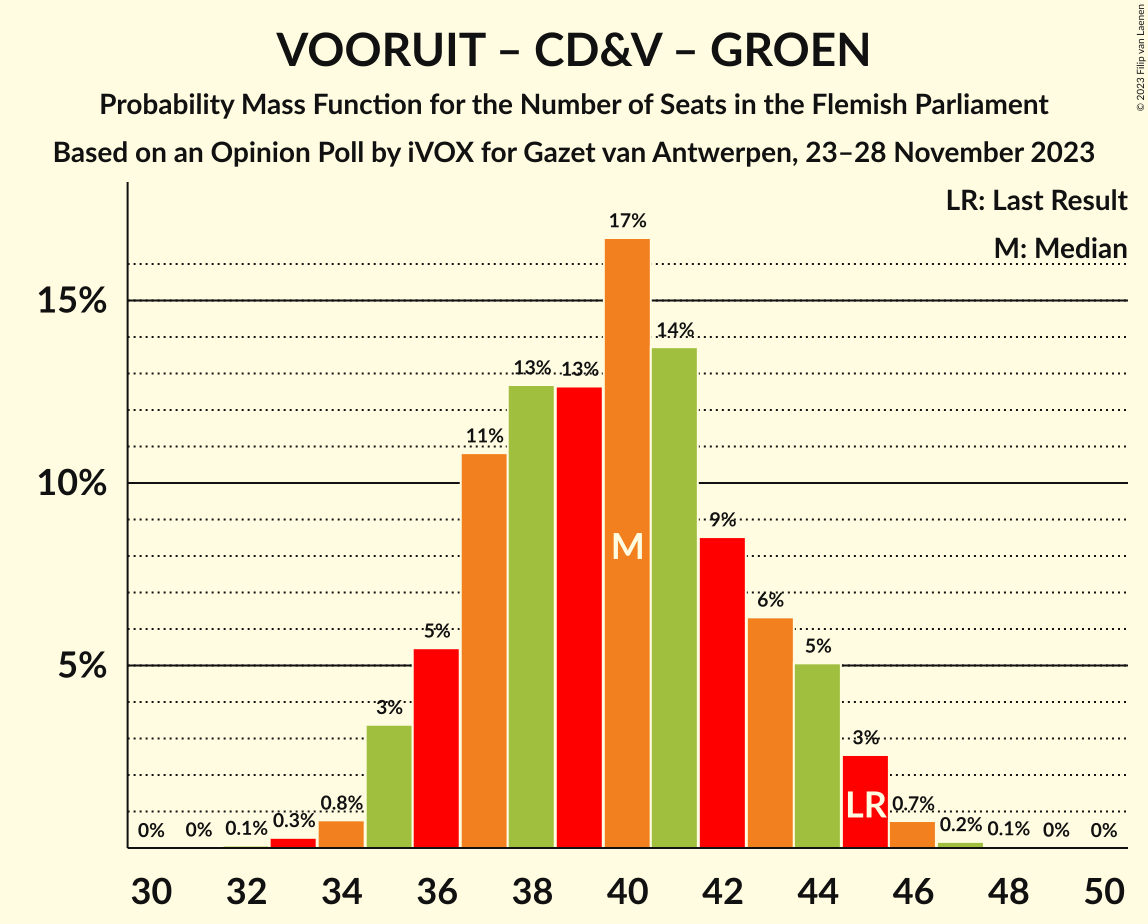 VOORUIT – CD&V – GROEN
Probability Mass Function for the Number of Seats in the Flemish Parliament
Based on an Opinion Poll by iVOX for Gazet van Antwerpen, 23–28 November 2023
© 2023 Filip van Laenen
LR: Last Result
M: Median
15%
10%
5%
0%
0%
0.1%
0.3%
0.8%
3%
5%
11%
13%
13%
17%
14%
9%
6%
5%
3%
0.7%
0.2%
0.1%
0%
0%
M
LR
30 32 34 36 38 40 42 44 46 48 50